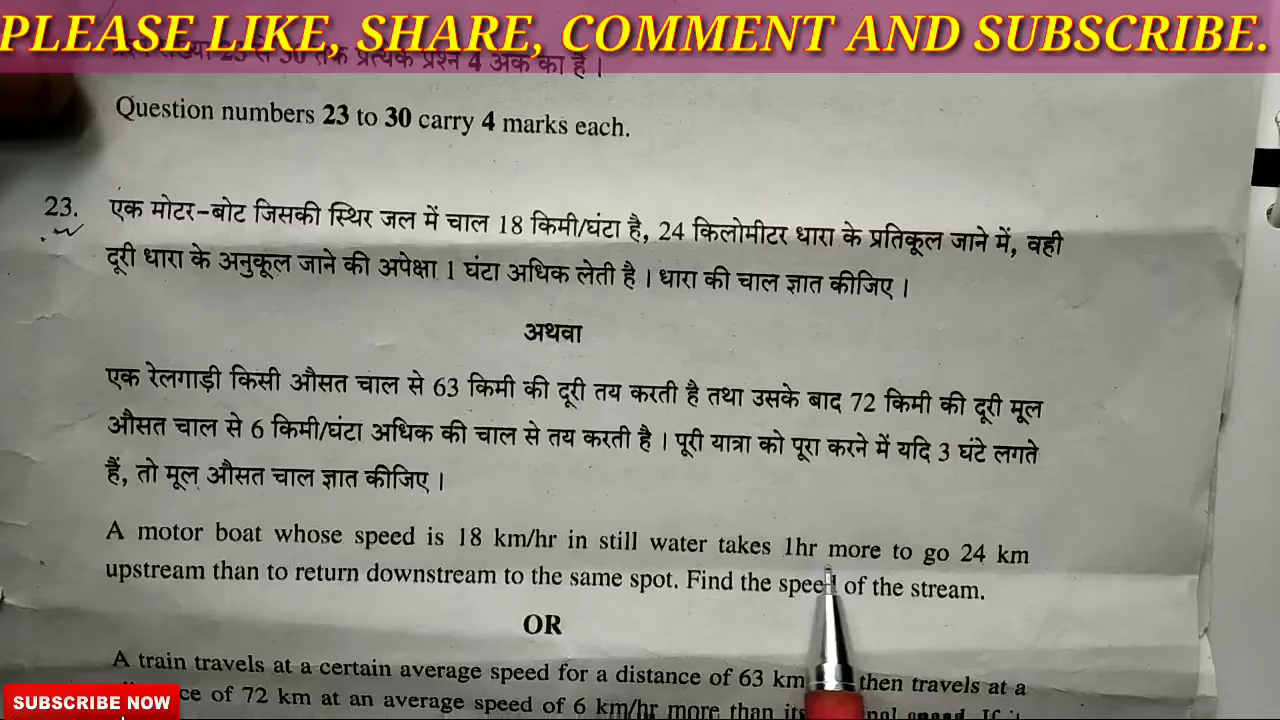 PLEASE LIKE, SHARE, COMMENT AND SUBSCRIBE.
से 30 तक प्रत्येक प्रश्न 4 अंक का है ।
Question numbers 23 to 30 carry 4 marks each.
23. एक मोटर-बोट जिसकी स्थिर जल में चाल 18 किमी/घंटा है, 24 किलोमीटर धारा के प्रतिकूल जाने में, वही
दूरी धारा के अनुकूल जाने की अपेक्षा 1 घंटा अधिक लेती है । धारा की चाल ज्ञात कीजिए ।
अथवा
एक रेलगाड़ी किसी औसत चाल से 63 किमी की दूरी तय करती है तथा उसके बाद 72 किमी की दूरी मूल
औसत चाल से 6 किमी/घंटा अधिक की चाल से तय करती है । पूरी यात्रा को पूरा करने में यदि 3 घंटे लगते
हैं, तो मूल औसत चाल ज्ञात कीजिए ।
A motor boat whose speed is 18 km/hr in still water takes 1hr more to go 24 km
upstream than to return downstream to the same spot. Find the speed of the stream.
OR
A train travels at a certain average speed for a distance of 63 km then travels at a
of 72 km at an average speed of 6 km/hr more than its
SUBSCRIBE NOW